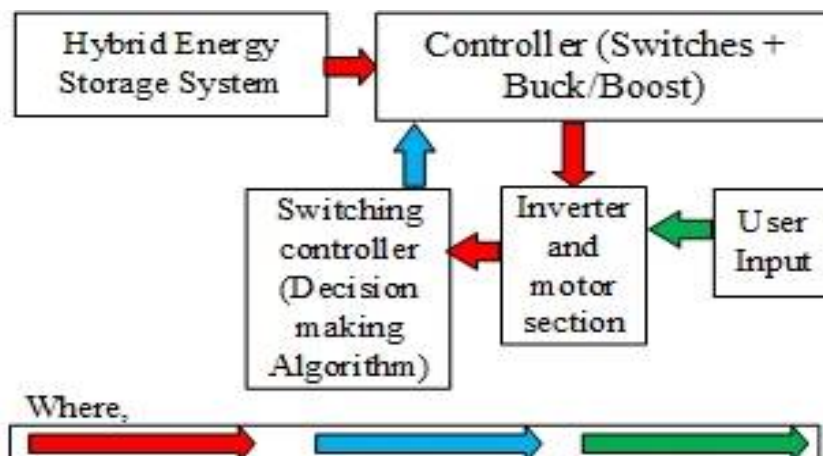 Hybrid Energy
Storage System
Controller (Switches +
Buck/Boost)
Switching
controller
(Decision
making
Algorithm)
Inverter
and
motor
section
User
Input
Where,